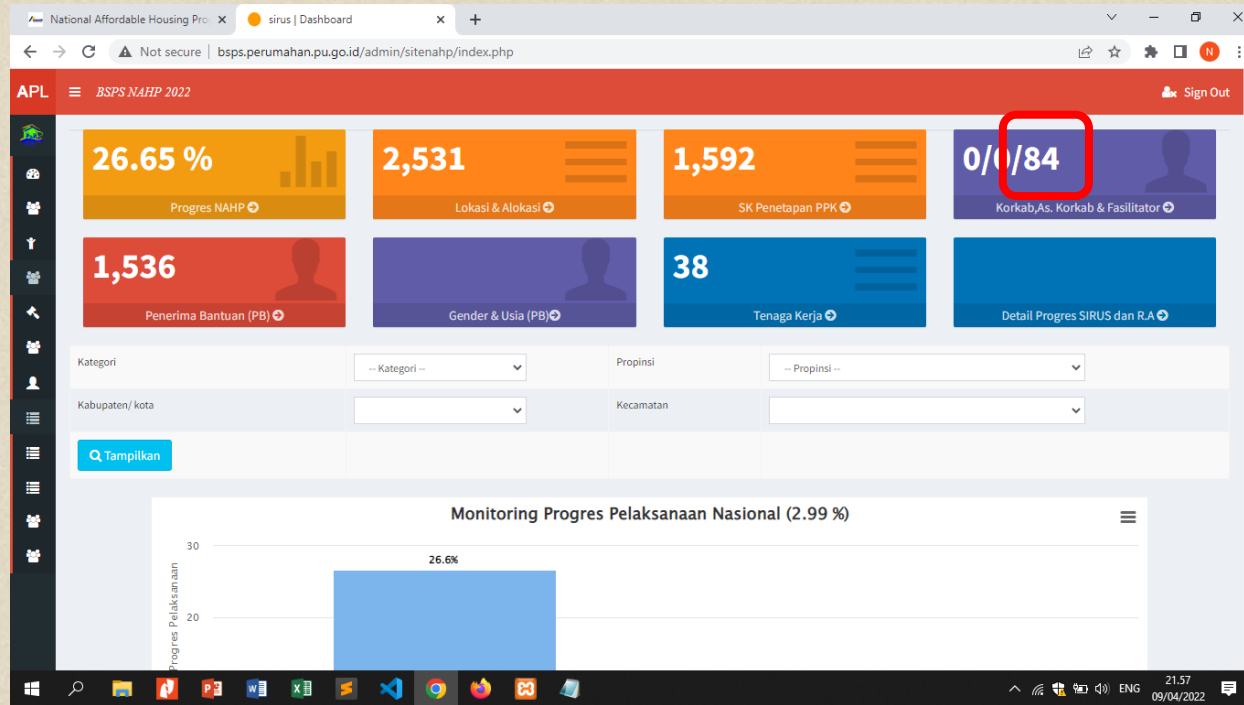 National Affordable Housing Pro
sirus | Dashboard
Not secure | bsps.perumahan.pu.go.id/admin/sitenahp/index.php
N
APL
BSPS NAHP 2022
Sign Out
26.65 %
Progres NAHP
2,531
Lokasi & Alokasi
1,592
SK Penetapan PPK
0/0/84
Korkab,As. Korkab & Fasilitator
1,536
Penerima Bantuan (PB)
Gender & Usia (PB)
38
Tenaga Kerja
Detail Progres SIRUS dan R.A
Kategori
-- Kategori --
Propinsi
-- Propinsi --
Kabupaten/ kota
Kecamatan
Tampilkan
Monitoring Progres Pelaksanaan Nasional (2.99 %)
30
26.6%
20
Progres Pelaksanaan
ENG
21.57
09/04/2022